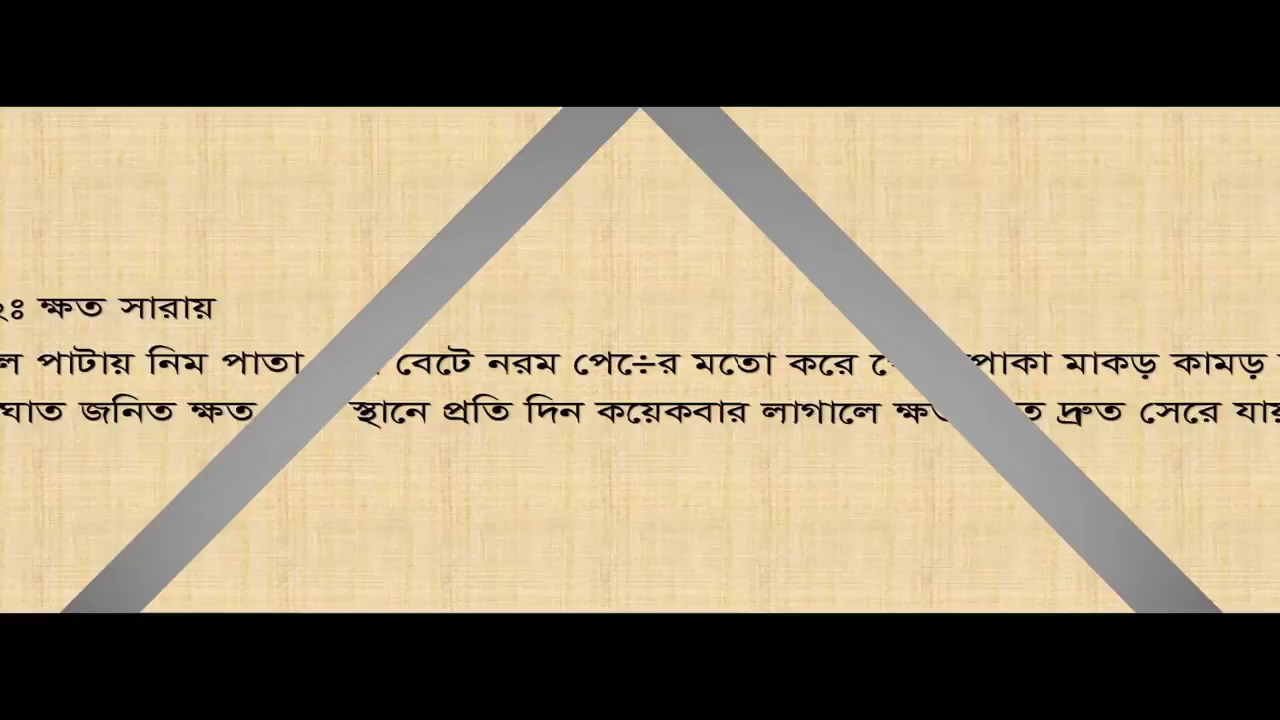 ২ঃ ক্ষত সারায়
পাটায় নিম পাতা বেটে নরম পে÷ের মতো করে পোকা মাকড় কামড়
জনিত ক্ষত স্থানে প্রতি দিন কয়েকবার লাগালে দ্রুত সেরে যায়